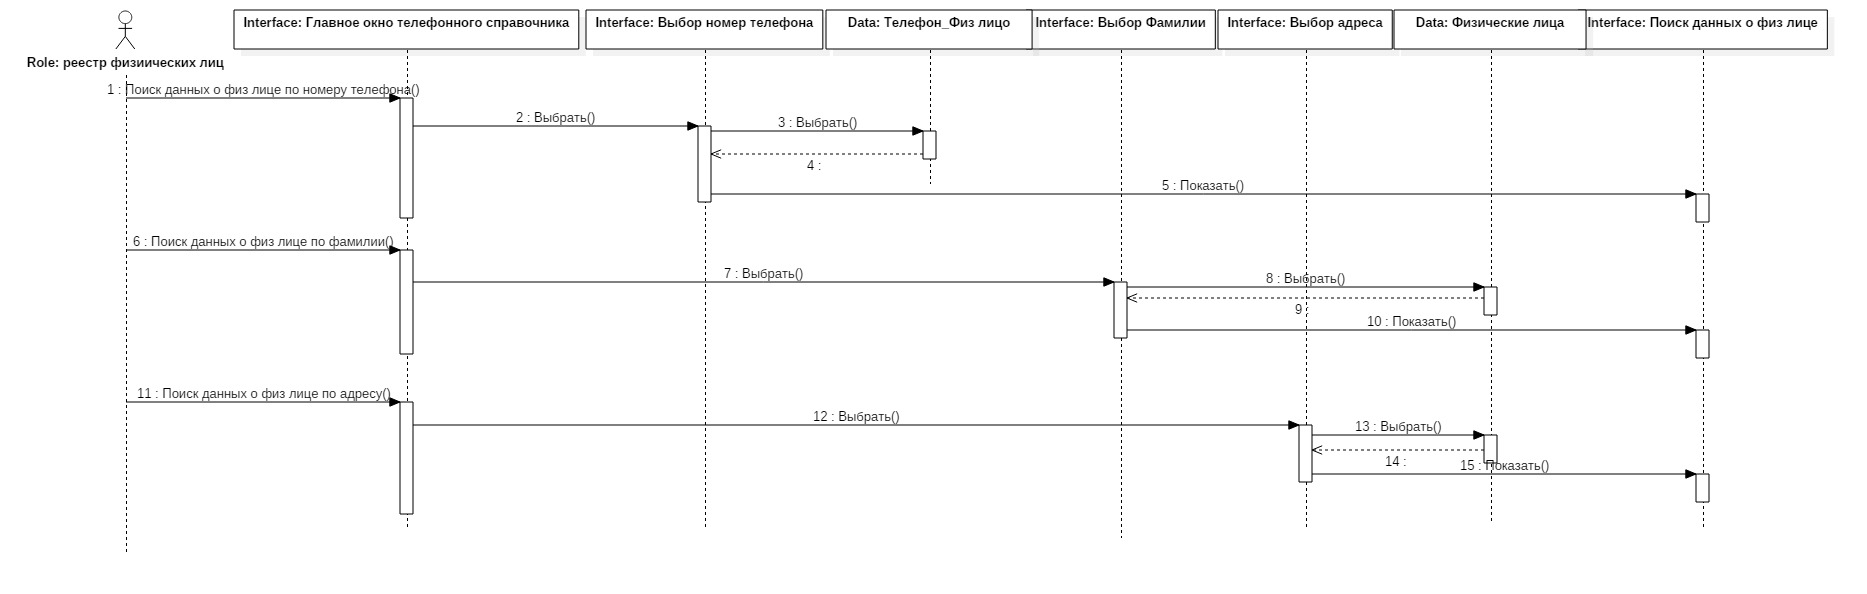 Interface: Главное окно телефонного справочника
Interface: Выбор номер телефона
Data: Телефон_Физ лицо
Interface: Выбор Фамилии
Interface: Выбор адреса
Data: Физические лица
Interface: Поиск данных о физ лице
Role: реестр физиических лиц
1 : Поиск данных о физ лице по номеру телефона()
2 : Выбрать()
3 : Выбрать()
4 :
5 : Показать()
6 : Поиск данных о физ лице по фамилии()
7 : Выбрать()
8 : Выбрать()
9 :
10 : Показать()
11 : Поиск данных о физ лице по адресу()
12 : Выбрать()
13 : Выбрать()
14 :
15 : Показать()